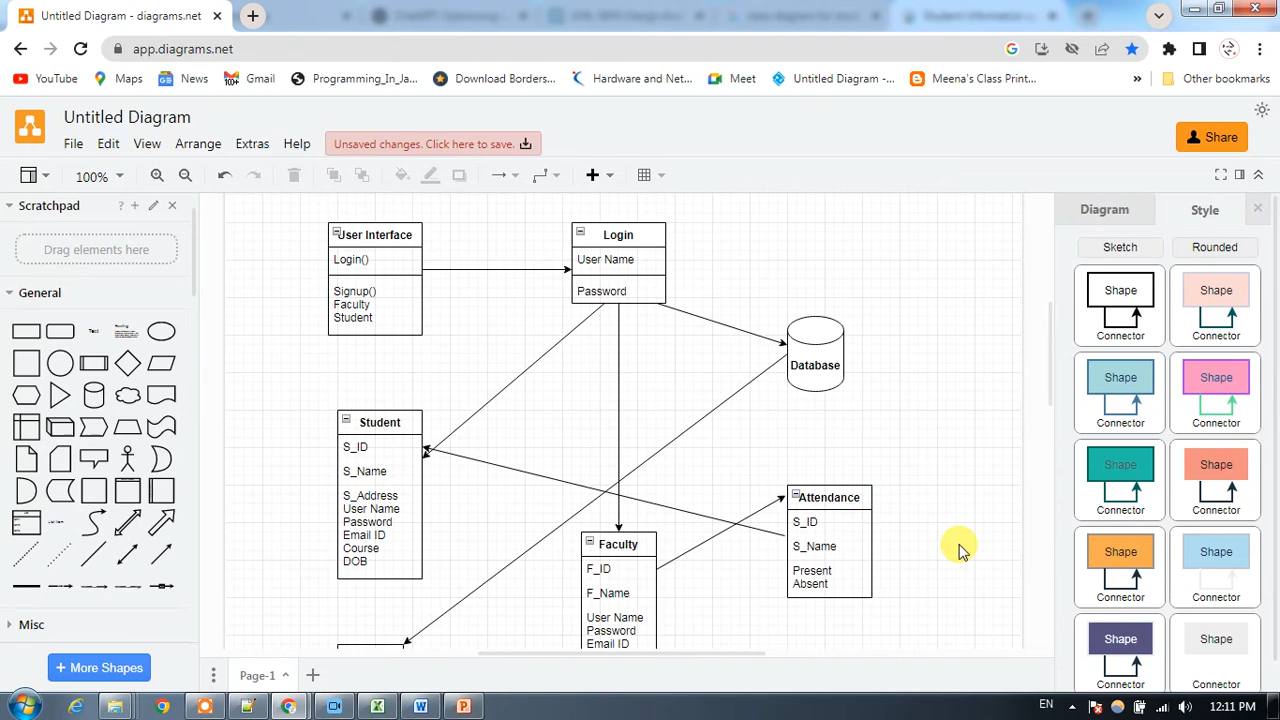 Untitled Diagram - diagrams.net
app.diagrams.net
YouTube
Maps
News
Gmail
Programming_In_Ja...
Download Borders...
Hardware and Net...
Meet
Untitled Diagram -...
Meena's Class Print...
»
Other bookmarks
Untitled Diagram
File Edit View Arrange Extras Help
Unsaved changes. Click here to save.
Share
100%
Scratchpad
Drag elements here
General
Text
Misc
+ More Shapes
User Interface
Login()
Signup()
Faculty
Student
Login
User Name
Password
Database
Student
S_ID
S_Name
S_Address
User Name
Password
Email ID
Course
DOB
Attendance
S_ID
S_Name
Present
Absent
Faculty
F_ID
F_Name
User Name
Password
Email ID
Page-1
Diagram Style
Sketch Rounded
Shape Shape
Connector Connector
Shape Shape
Connector Connector
Shape Shape
Connector Connector
Shape Shape
Connector Connector
Shape Shape
Connector Connector
EN
12:11 PM